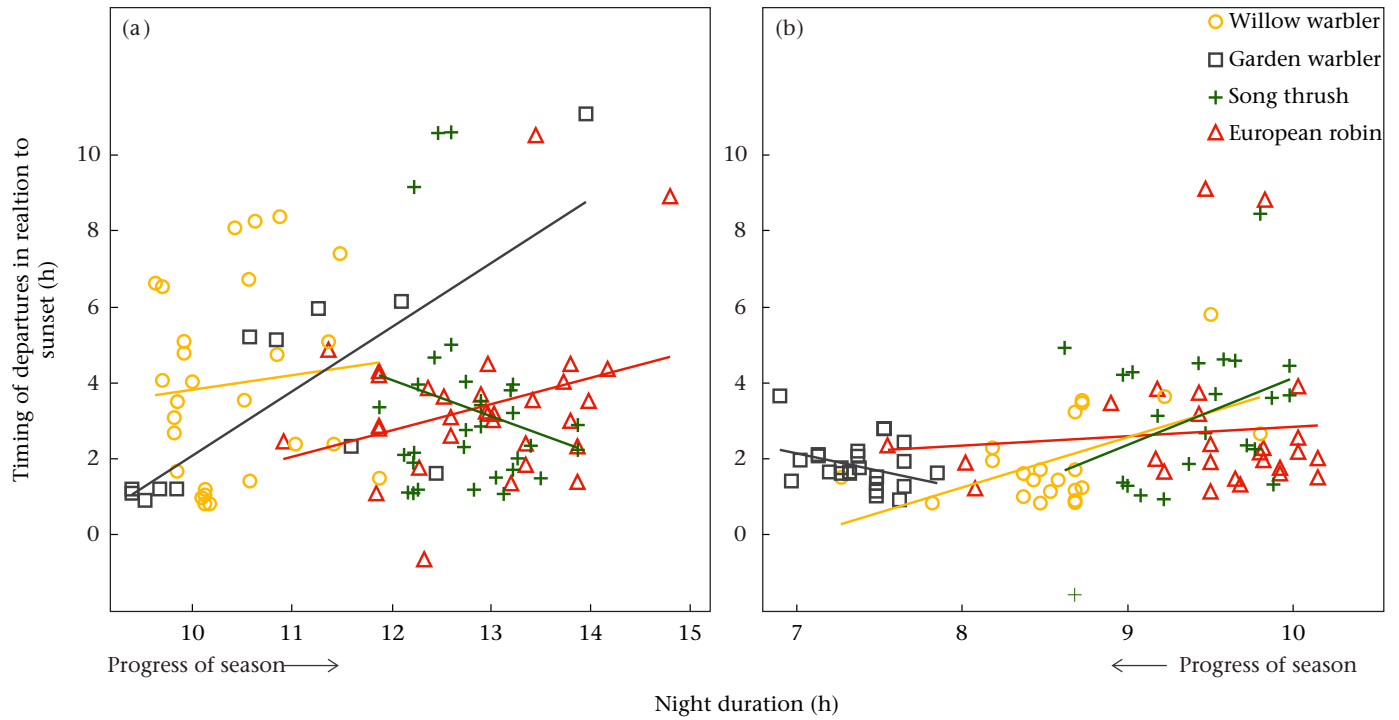 (a)
(b)
Willow warbler
Garden warbler
Song thrush
European robin
Timing of departures in realtion to
sunset (h)
10
8
6
4
2
0
10
8
6
4
2
0
10 11 12 13 14 15
7 8 9 10
Progress of season
Progress of season
Night duration (h)